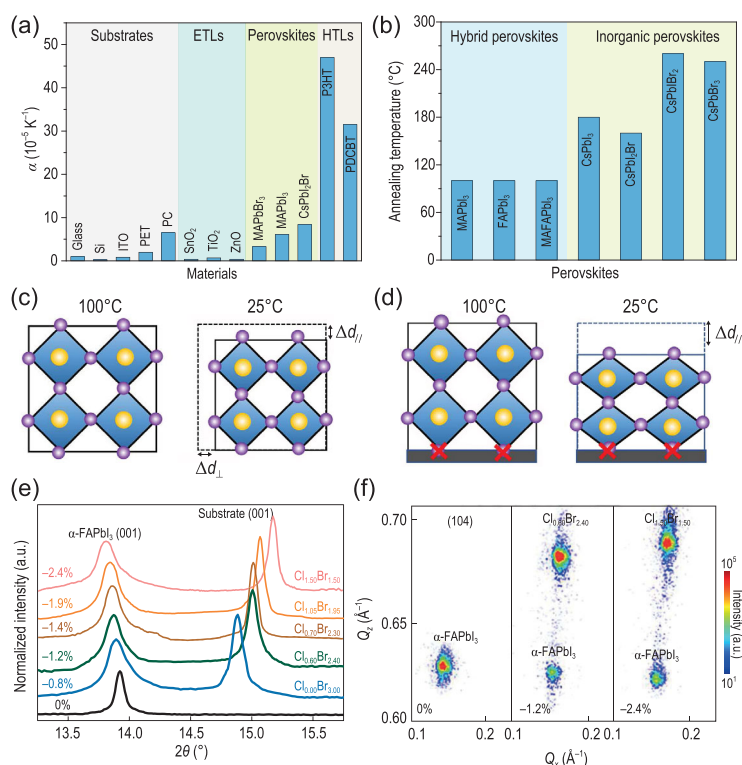 (a)
Substrates
ETLs
Perovskites
HTLs
α (10⁻⁵ K⁻¹)
50
40
30
20
10
5
0
Glass
Si
ITO
PET
PC
SnO₂
TiO₂
ZnO
MAPbBr₃
MAPbI₃
CsPbI₂Br
P3HT
PDCBT
Materials
(b)
Hybrid perovskites
Inorganic perovskites
Annealing temperature (°C)
300
240
180
120
60
0
MAPbI₃
FAPbI₃
MAFAPbI₃
CsPbI₃
CsPbI₂Br
CsPbIBr₂
CsPbBr₃
Perovskites
(c)
100°C
25°C
Δd//
Δd⊥
(d)
100°C
25°C
Δd//
(e)
Normalized intensity (a.u.)
α-FAPbI₃ (001)
Substrate (001)
−2.4%
Cl₁.₅₀Br₁.₅₀
−1.9%
Cl₁.₀₅Br₁.₉₅
−1.4%
Cl₀.₇₀Br₂.₃₀
−1.2%
Cl₀.₆₀Br₂.₄₀
−0.8%
Cl₀.₀₀Br₃.₀₀
0%
13.5 14.0 14.5 15.0 15.5
2θ (°)
(f)
Q_z (Å⁻¹)
0.70
0.65
0.60
(104)
α-FAPbI₃
0%
Cl₀.₆₀Br₂.₄₀
α-FAPbI₃
−1.2%
Cl₁.₅₀Br₁.₅₀
α-FAPbI₃
−2.4%
0.1 0.2 0.1 0.2 0.1 0.2
Q_x (Å⁻¹)
10⁵
Intensity (a.u.)
10¹